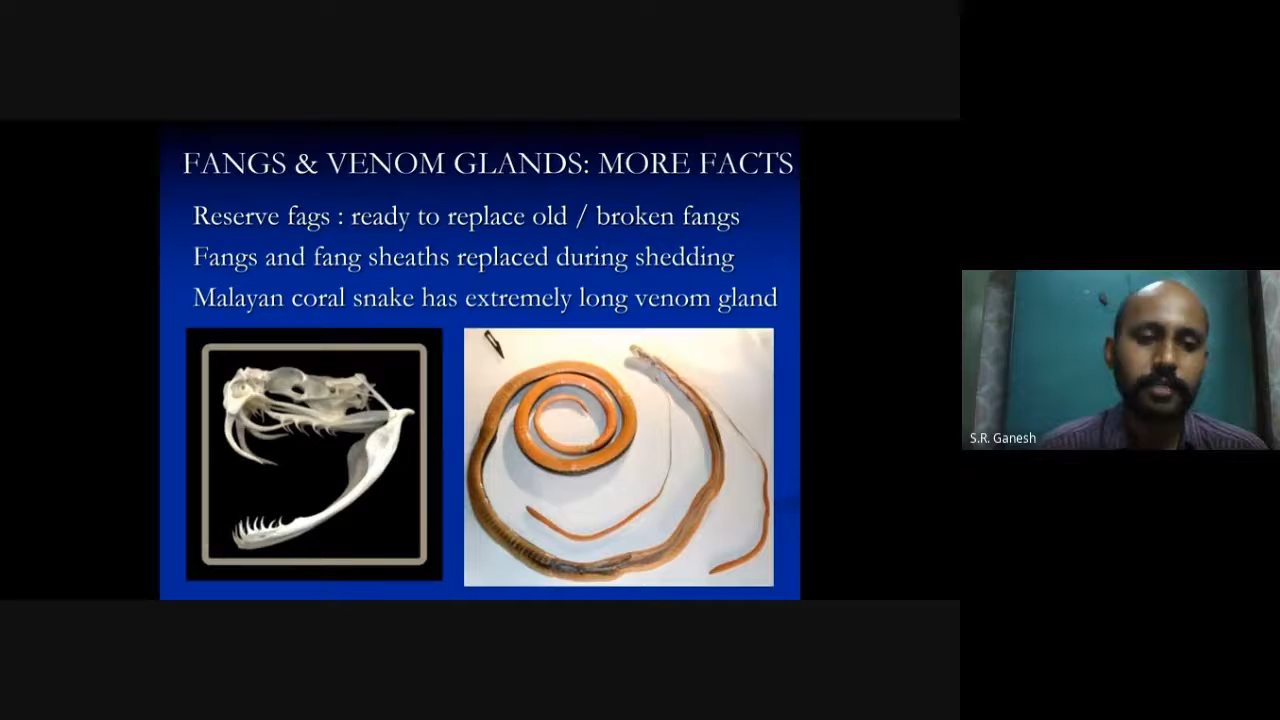 FANGS & VENOM GLANDS: MORE FACTS
Reserve fags : ready to replace old / broken fangs
Fangs and fang sheaths replaced during shedding
Malayan coral snake has extremely long venom gland
S.R. Ganesh